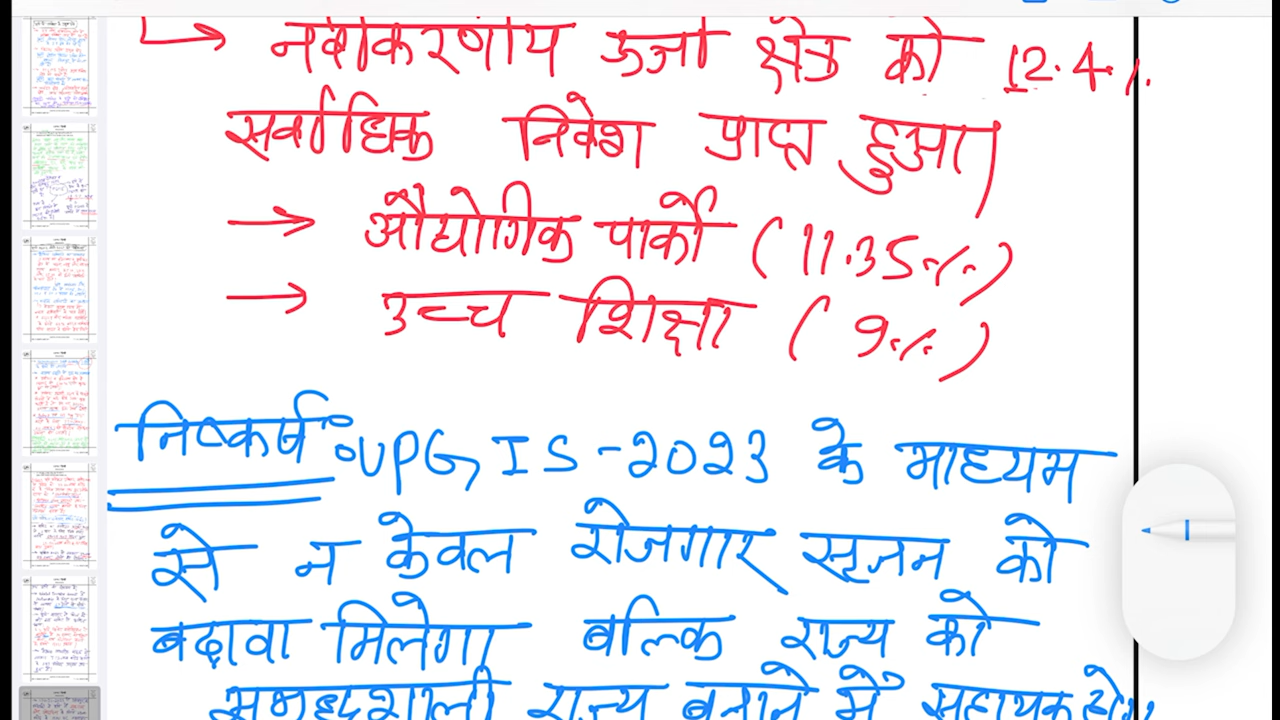 → नवीकरणीय ऊर्जा क्षेत्र को 12.4%
सर्वाधिक निवेश प्राप्त हुआ।
→ औद्योगिक पार्को (11.35%)
→ उच्च शिक्षा (9%)
निष्कर्ष: UPGIS-2023 के माध्यम
से न केवल रोजगार सृजन को
बढ़ावा मिलेगा बल्कि राज्य को
समृद्धशाली राज्य बनाने में सहायक होगा